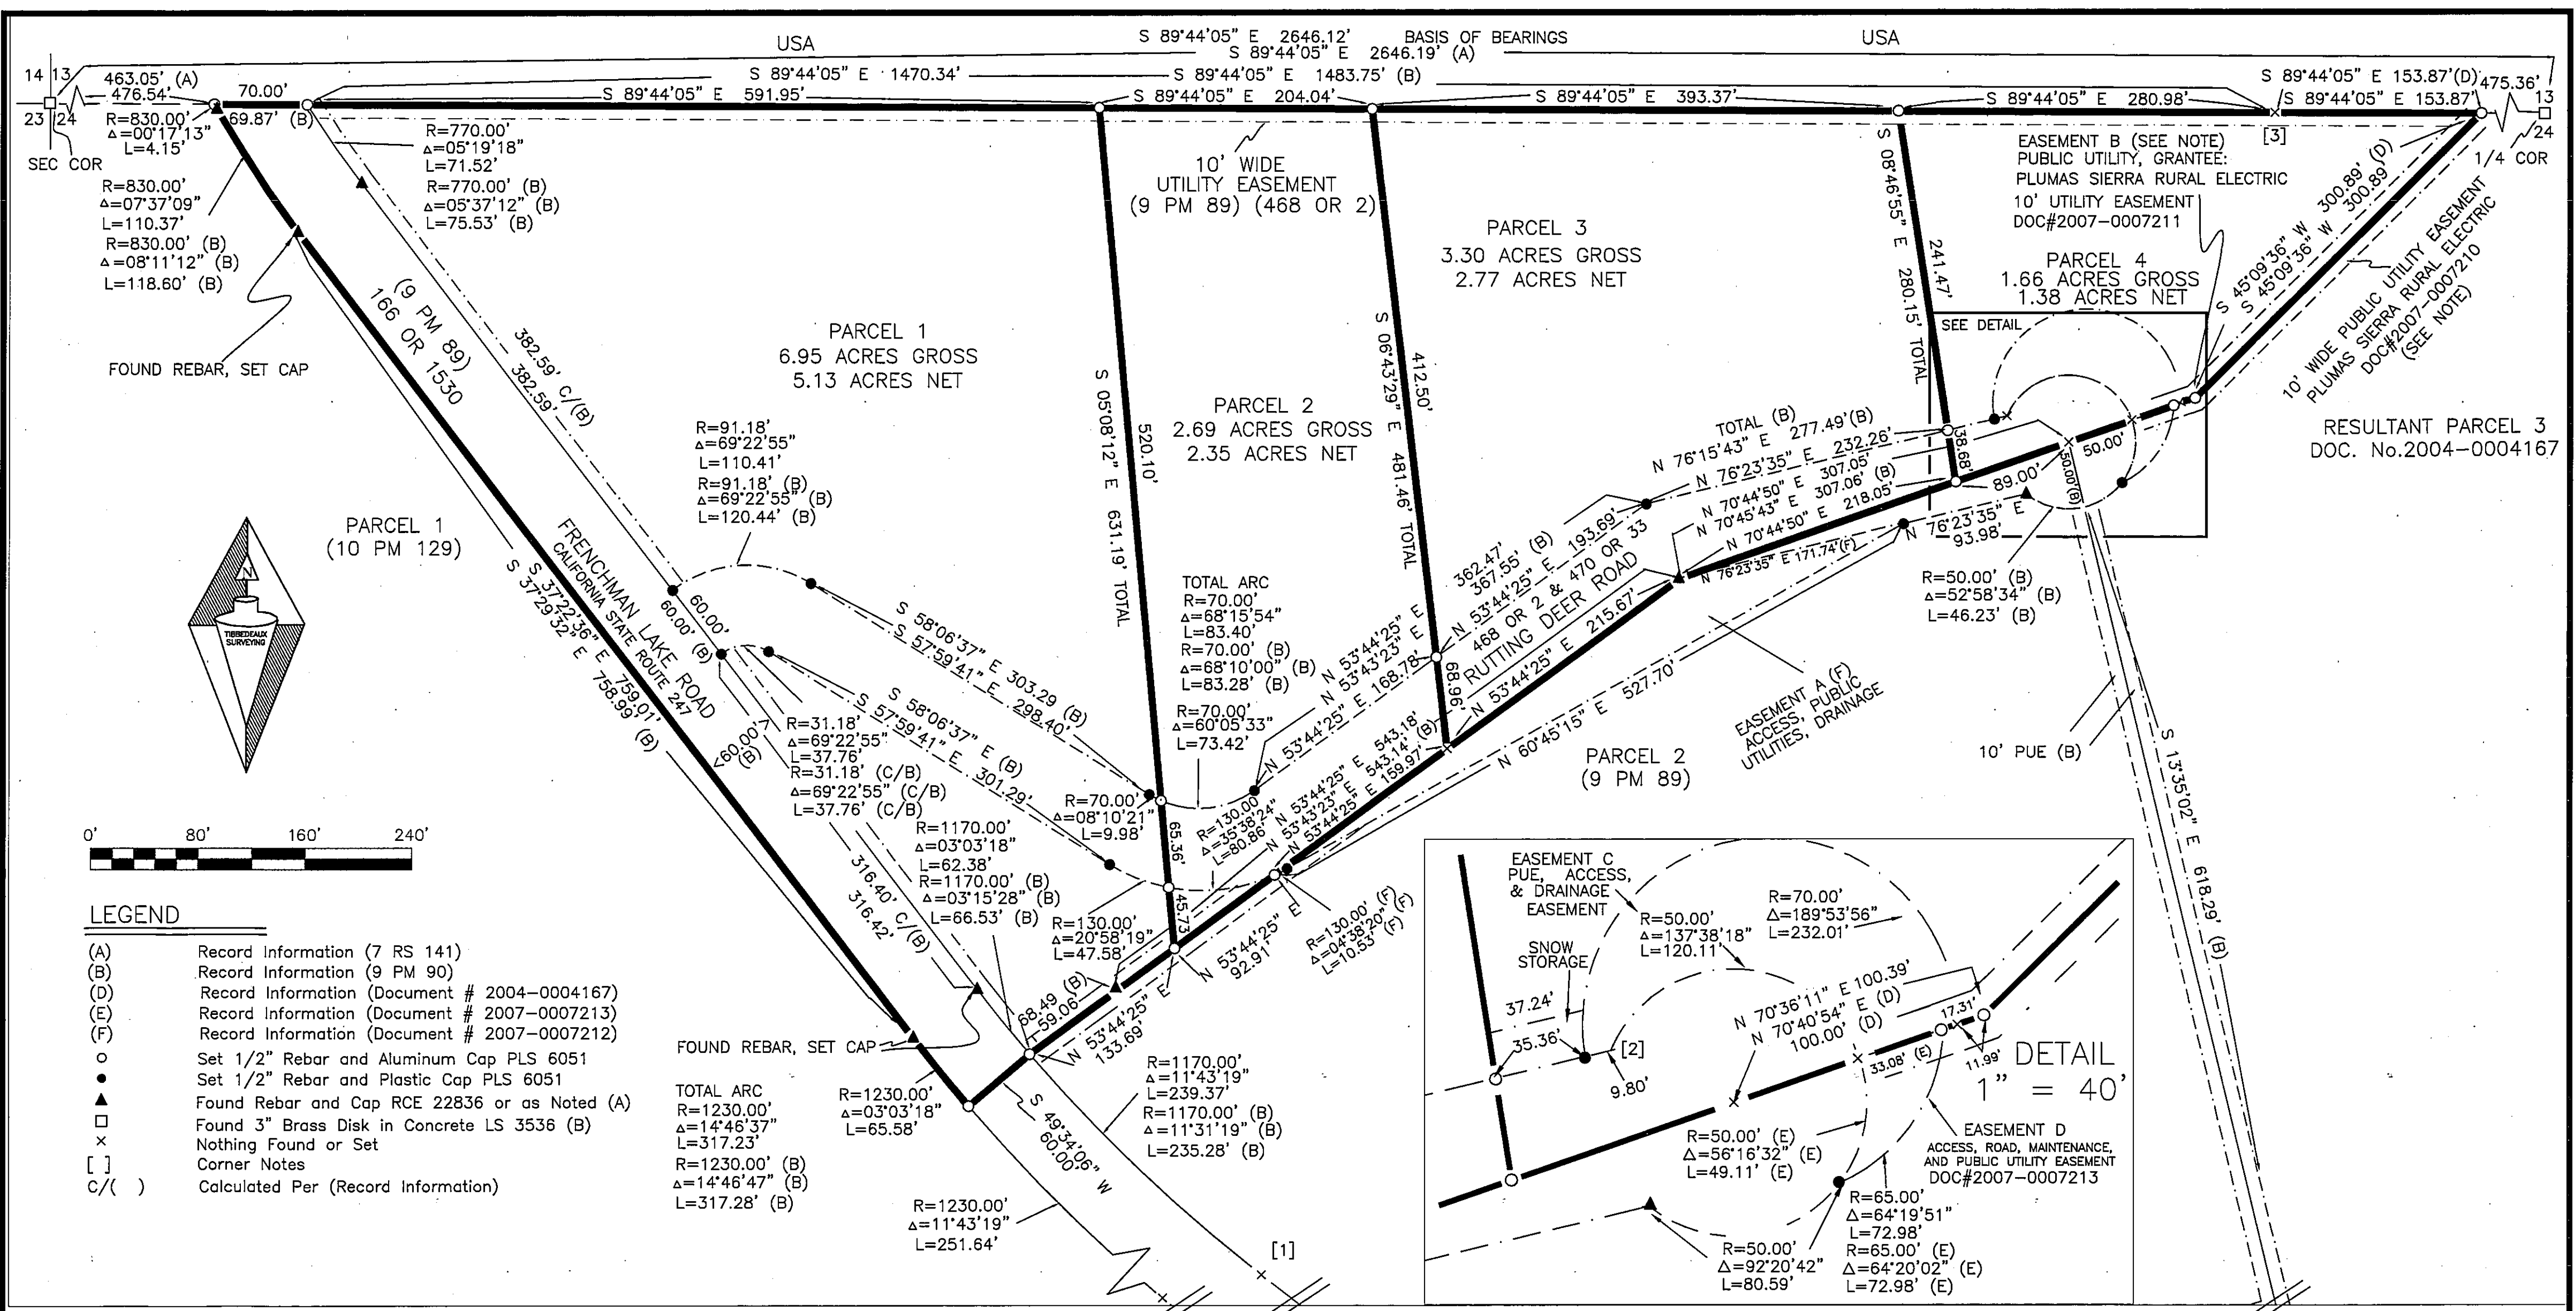 USA
S 89°44'05" E 2646.12' BASIS OF BEARINGS
S 89°44'05" E 2646.19' (A)
USA
14 13
23 24
SEC COR
463.05' (A)
476.54'
70.00'
69.87' (B)
S 89°44'05" E 1470.34'
S 89°44'05" E 1483.75' (B)
S 89°44'05" E 591.95'
S 89°44'05" E 204.04'
S 89°44'05" E 393.37'
S 89°44'05" E 280.98'
S 89°44'05" E 153.87'(D)
S 89°44'05" E 153.87'
475.36'
13
24
1/4 COR
[3]
R=830.00'
Δ=00°17'13"
L=4.15'
R=830.00'
Δ=07°37'09"
L=110.37'
R=830.00' (B)
Δ=08°11'12" (B)
L=118.60' (B)
FOUND REBAR, SET CAP
R=770.00'
Δ=05°19'18"
L=71.52'
R=770.00' (B)
Δ=05°37'12" (B)
L=75.53' (B)
(9 PM 89)
166 OR 1530
382.59' C/(B)
382.59'
10' WIDE
UTILITY EASEMENT
(9 PM 89) (468 OR 2)
PARCEL 1
6.95 ACRES GROSS
5.13 ACRES NET
PARCEL 2
2.69 ACRES GROSS
2.35 ACRES NET
PARCEL 3
3.30 ACRES GROSS
2.77 ACRES NET
PARCEL 4
1.66 ACRES GROSS
1.38 ACRES NET
EASEMENT B (SEE NOTE)
PUBLIC UTILITY, GRANTEE:
PLUMAS SIERRA RURAL ELECTRIC
10' UTILITY EASEMENT
DOC#2007-0007211
S 45°09'36" W 300.89' (D)
S 45°09'36" W 300.89'
10' WIDE PUBLIC UTILITY EASEMENT
PLUMAS SIERRA RURAL ELECTRIC
DOC#2007-0007210
(SEE NOTE)
RESULTANT PARCEL 3
DOC. No.2004-0004167
SEE DETAIL
S 08°46'55" E 280.15' TOTAL
241.47'
38.68'
S 06°43'29" E 481.46' TOTAL
412.50'
68.96'
S 05°08'12" E 631.19' TOTAL
520.10'
65.36'
45.73'
PARCEL 1
(10 PM 129)
N
TIBBEDEAUX
SURVEYING
FRENCHMAN LAKE ROAD
CALIFORNIA STATE ROUTE 247
S 37°22'36" E 759.01'
S 37°29'32" E 758.99' (B)
R=91.18'
Δ=69°22'55"
L=110.41'
R=91.18' (B)
Δ=69°22'55" (B)
L=120.44' (B)
60.00'
60.00' (B)
60.00'
(B)
S 58°06'37" E 303.29 (B)
S 57°59'41" E 298.40'
S 58°06'37" E (B)
S 57°59'41" E 301.29'
R=31.18'
Δ=69°22'55"
L=37.76'
R=31.18' (C/B)
Δ=69°22'55" (C/B)
L=37.76' (C/B)
R=1170.00'
Δ=03°03'18"
L=62.38'
R=1170.00' (B)
Δ=03°15'28" (B)
L=66.53' (B)
316.40' C/(B)
316.42'
TOTAL ARC
R=70.00'
Δ=68°15'54"
L=83.40'
R=70.00' (B)
Δ=68°10'00" (B)
L=83.28' (B)
R=70.00'
Δ=60°05'33"
L=73.42'
R=70.00'
Δ=08°10'21"
L=9.98'
R=130.00'
Δ=35°38'24"
L=80.86'
R=130.00'
Δ=20°58'19"
L=47.58'
R=130.00' (F)
Δ=04°38'20" (F)
L=10.53' (F)
N 53°44'25" E 362.47'
N 53°43'23" E 367.55' (B)
N 53°44'25" E 168.78'
N 53°44'25" E 193.69'
468 OR 2 & 470 OR 33
RUTTING DEER ROAD
N 53°44'25" E 215.67'
N 53°44'25" E 543.18'
N 53°43'23" E 543.14' (B)
N 53°44'25" E 159.97'
N 60°45'15" E 527.70'
TOTAL (B)
N 76°15'43" E 277.49'(B)
N 76°23'35" E 232.26'
N 70°44'50" E 307.05'
N 70°45'43" E 307.06' (B)
N 70°44'50" E 218.05'
N 76°23'35" E 171.74'(F)
N 76°23'35" E
93.98'
89.00'
50.00'
50.00'(B)
R=50.00' (B)
Δ=52°58'34" (B)
L=46.23' (B)
EASEMENT A (F)
ACCESS, PUBLIC
UTILITIES, DRAINAGE
PARCEL 2
(9 PM 89)
10' PUE (B)
S 13°35'02" E 618.29' (B)
N 53°44'25" E
92.91'
68.49 (B)
59.06'
N 53°44'25" E
133.69'
FOUND REBAR, SET CAP
TOTAL ARC
R=1230.00'
Δ=14°46'37"
L=317.23'
R=1230.00' (B)
Δ=14°46'47" (B)
L=317.28' (B)
R=1230.00'
Δ=03°03'18"
L=65.58'
S 49°34'06" W
60.00'
R=1170.00'
Δ=11°43'19"
L=239.37'
R=1170.00' (B)
Δ=11°31'19" (B)
L=235.28' (B)
R=1230.00'
Δ=11°43'19"
L=251.64'
[1]
0' 80' 160' 240'
LEGEND
(A) Record Information (7 RS 141)
(B) Record Information (9 PM 90)
(D) Record Information (Document # 2004-0004167)
(E) Record Information (Document # 2007-0007213)
(F) Record Information (Document # 2007-0007212)
Set 1/2" Rebar and Aluminum Cap PLS 6051
Set 1/2" Rebar and Plastic Cap PLS 6051
Found Rebar and Cap RCE 22836 or as Noted (A)
Found 3" Brass Disk in Concrete LS 3536 (B)
Nothing Found or Set
[ ] Corner Notes
C/( ) Calculated Per (Record Information)
EASEMENT C
PUE, ACCESS,
& DRAINAGE
EASEMENT
SNOW
STORAGE
37.24'
35.36'
[2]
9.80'
R=50.00'
Δ=137°38'18"
L=120.11'
R=70.00'
Δ=189°53'56"
L=232.01'
N 70°36'11" E 100.39'
N 70°40'54" E (D)
100.00' (D)
17.31'
33.08' (E)
11.99'
DETAIL
1" = 40'
R=50.00' (E)
Δ=56°16'32" (E)
L=49.11' (E)
EASEMENT D
ACCESS, ROAD, MAINTENANCE,
AND PUBLIC UTILITY EASEMENT
DOC#2007-0007213
R=65.00'
Δ=64°19'51"
L=72.98'
R=65.00' (E)
Δ=64°20'02" (E)
L=72.98' (E)
R=50.00'
Δ=92°20'42"
L=80.59'